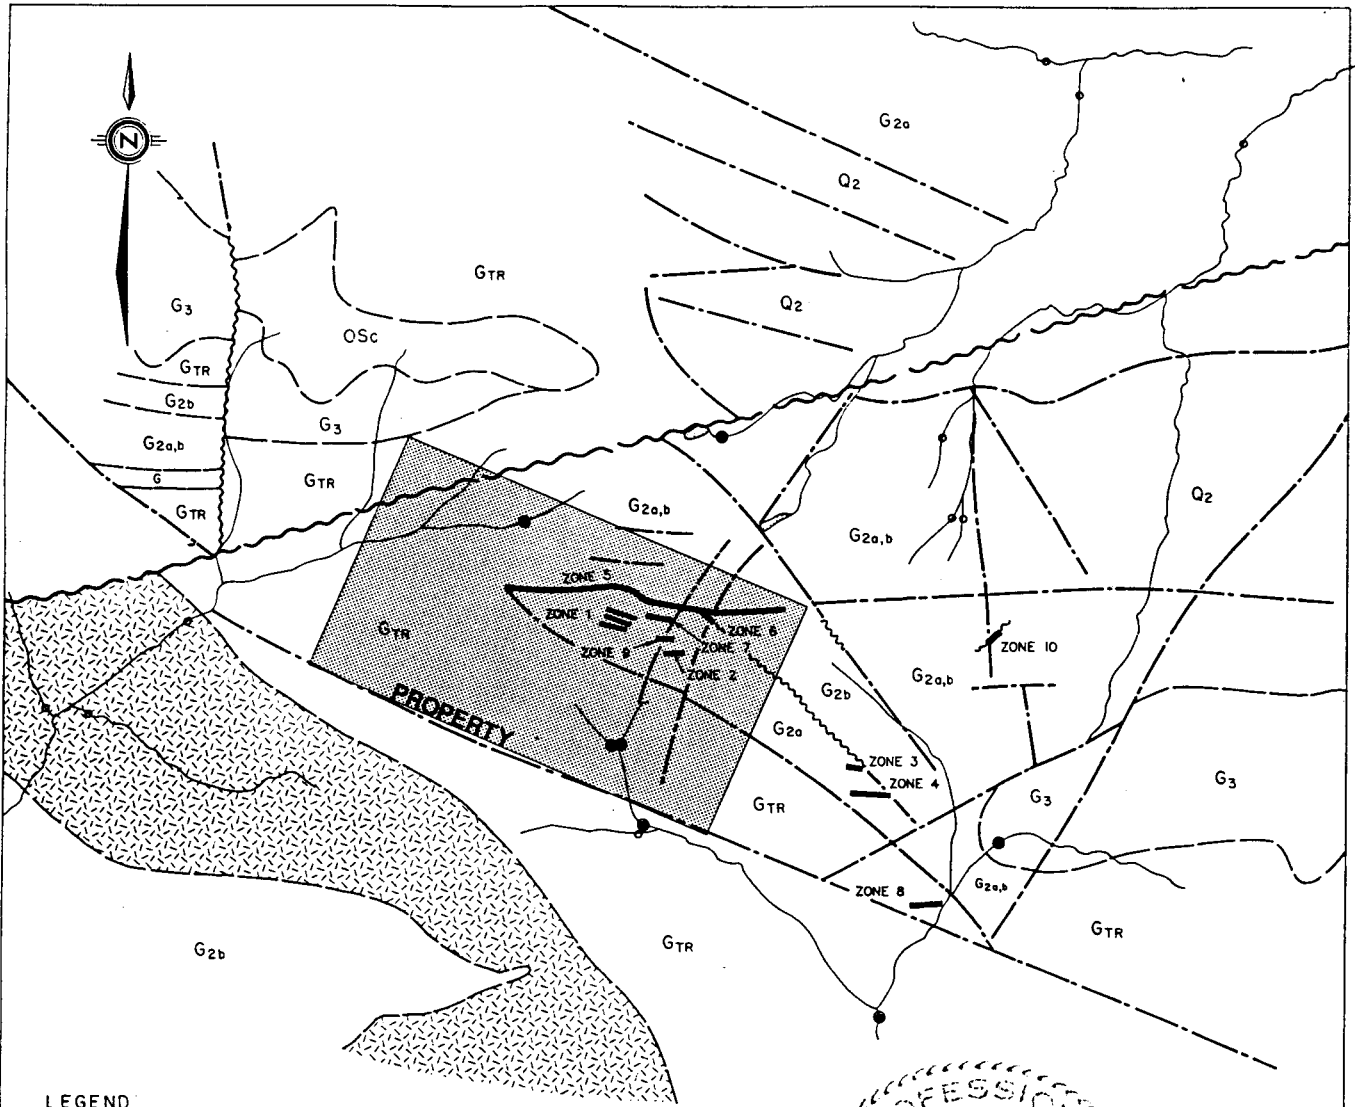 G2a
N
Q2
GTR
G3
Q2
OSc
GTR
G2b
G3
G2a,b
G
GTR
GTR
Q2
G2a,b
G2a,b
ZONE 5
ZONE 1
ZONE 6
GTR
ZONE 7
ZONE 10
ZONE 9
ZONE 2
G2a,b
G2b
PROPERTY
G2a
ZONE 3
ZONE 4
G3
G3
GTR
G2a,b
ZONE 8
GTR
GTR
G2b
LEGEND
OFESSIO